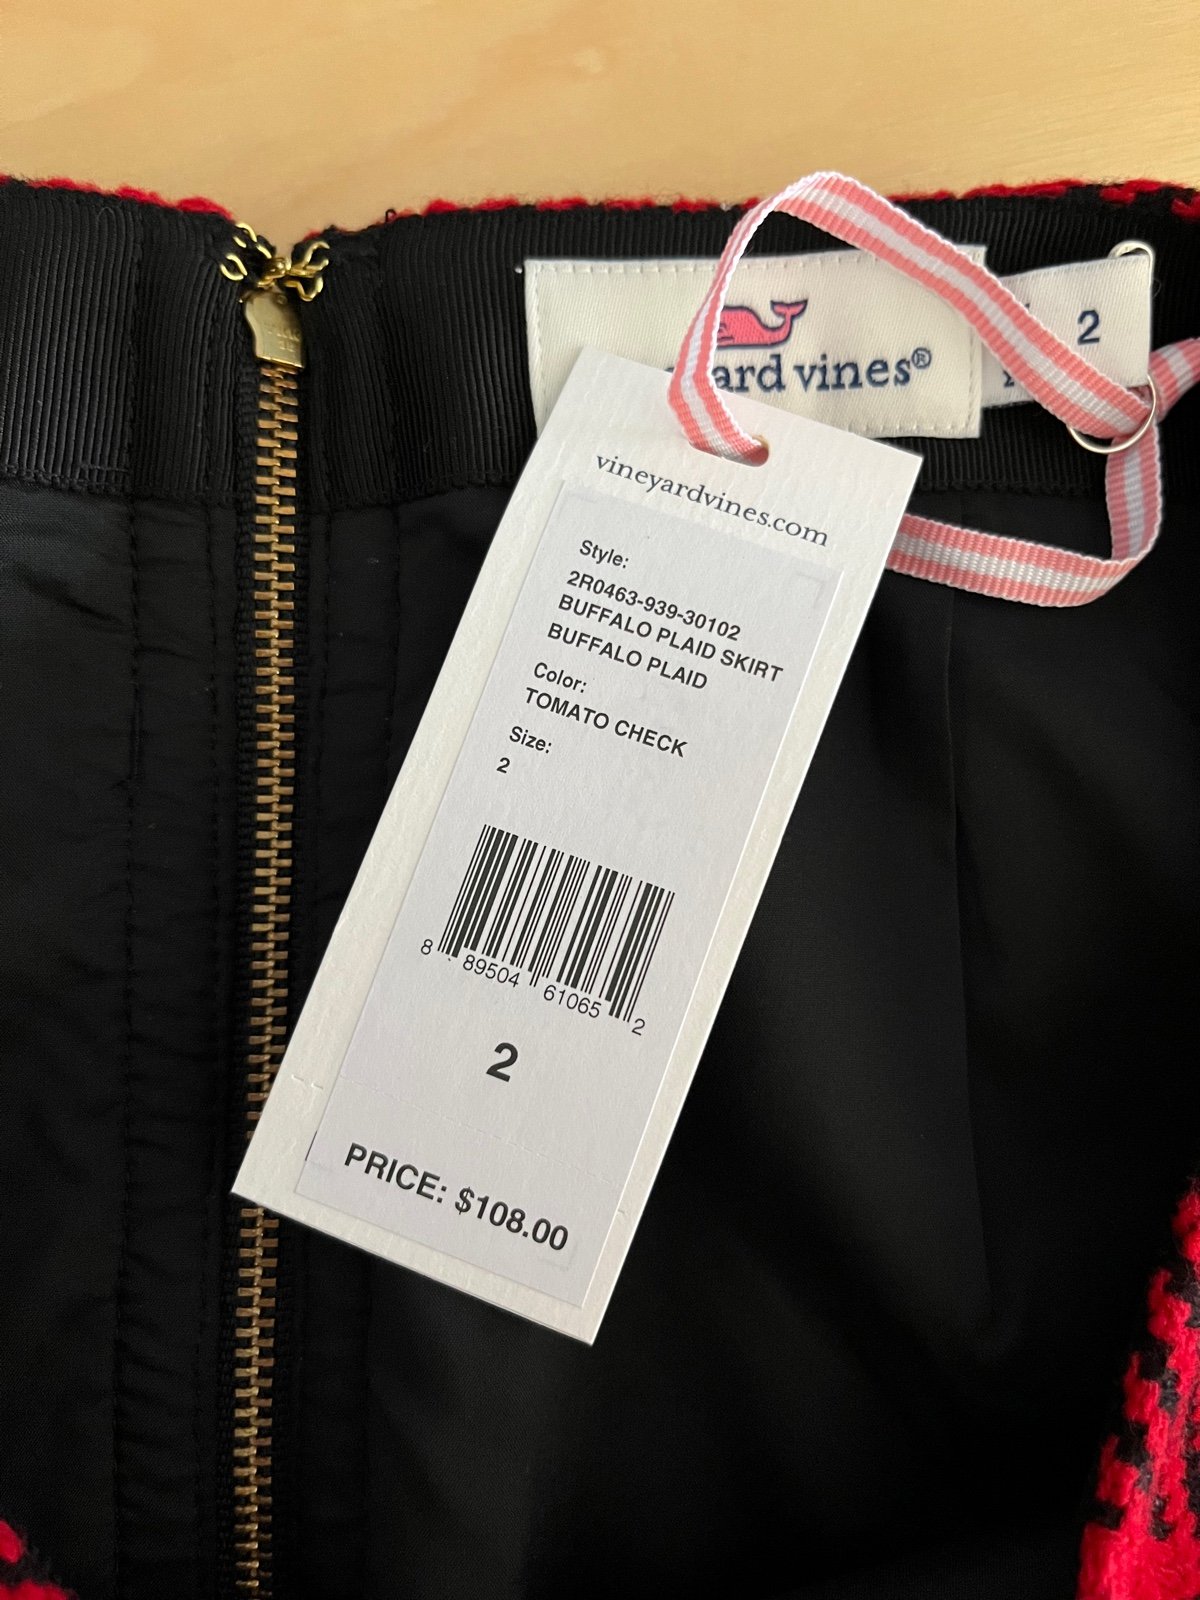 ard vines®
2
vineyardvines.com
Style:
2R0463-939-30102
BUFFALO PLAID SKIRT
BUFFALO PLAID
Color:
TOMATO CHECK
Size:
2
8 89504 61065 2
2
PRICE: $108.00